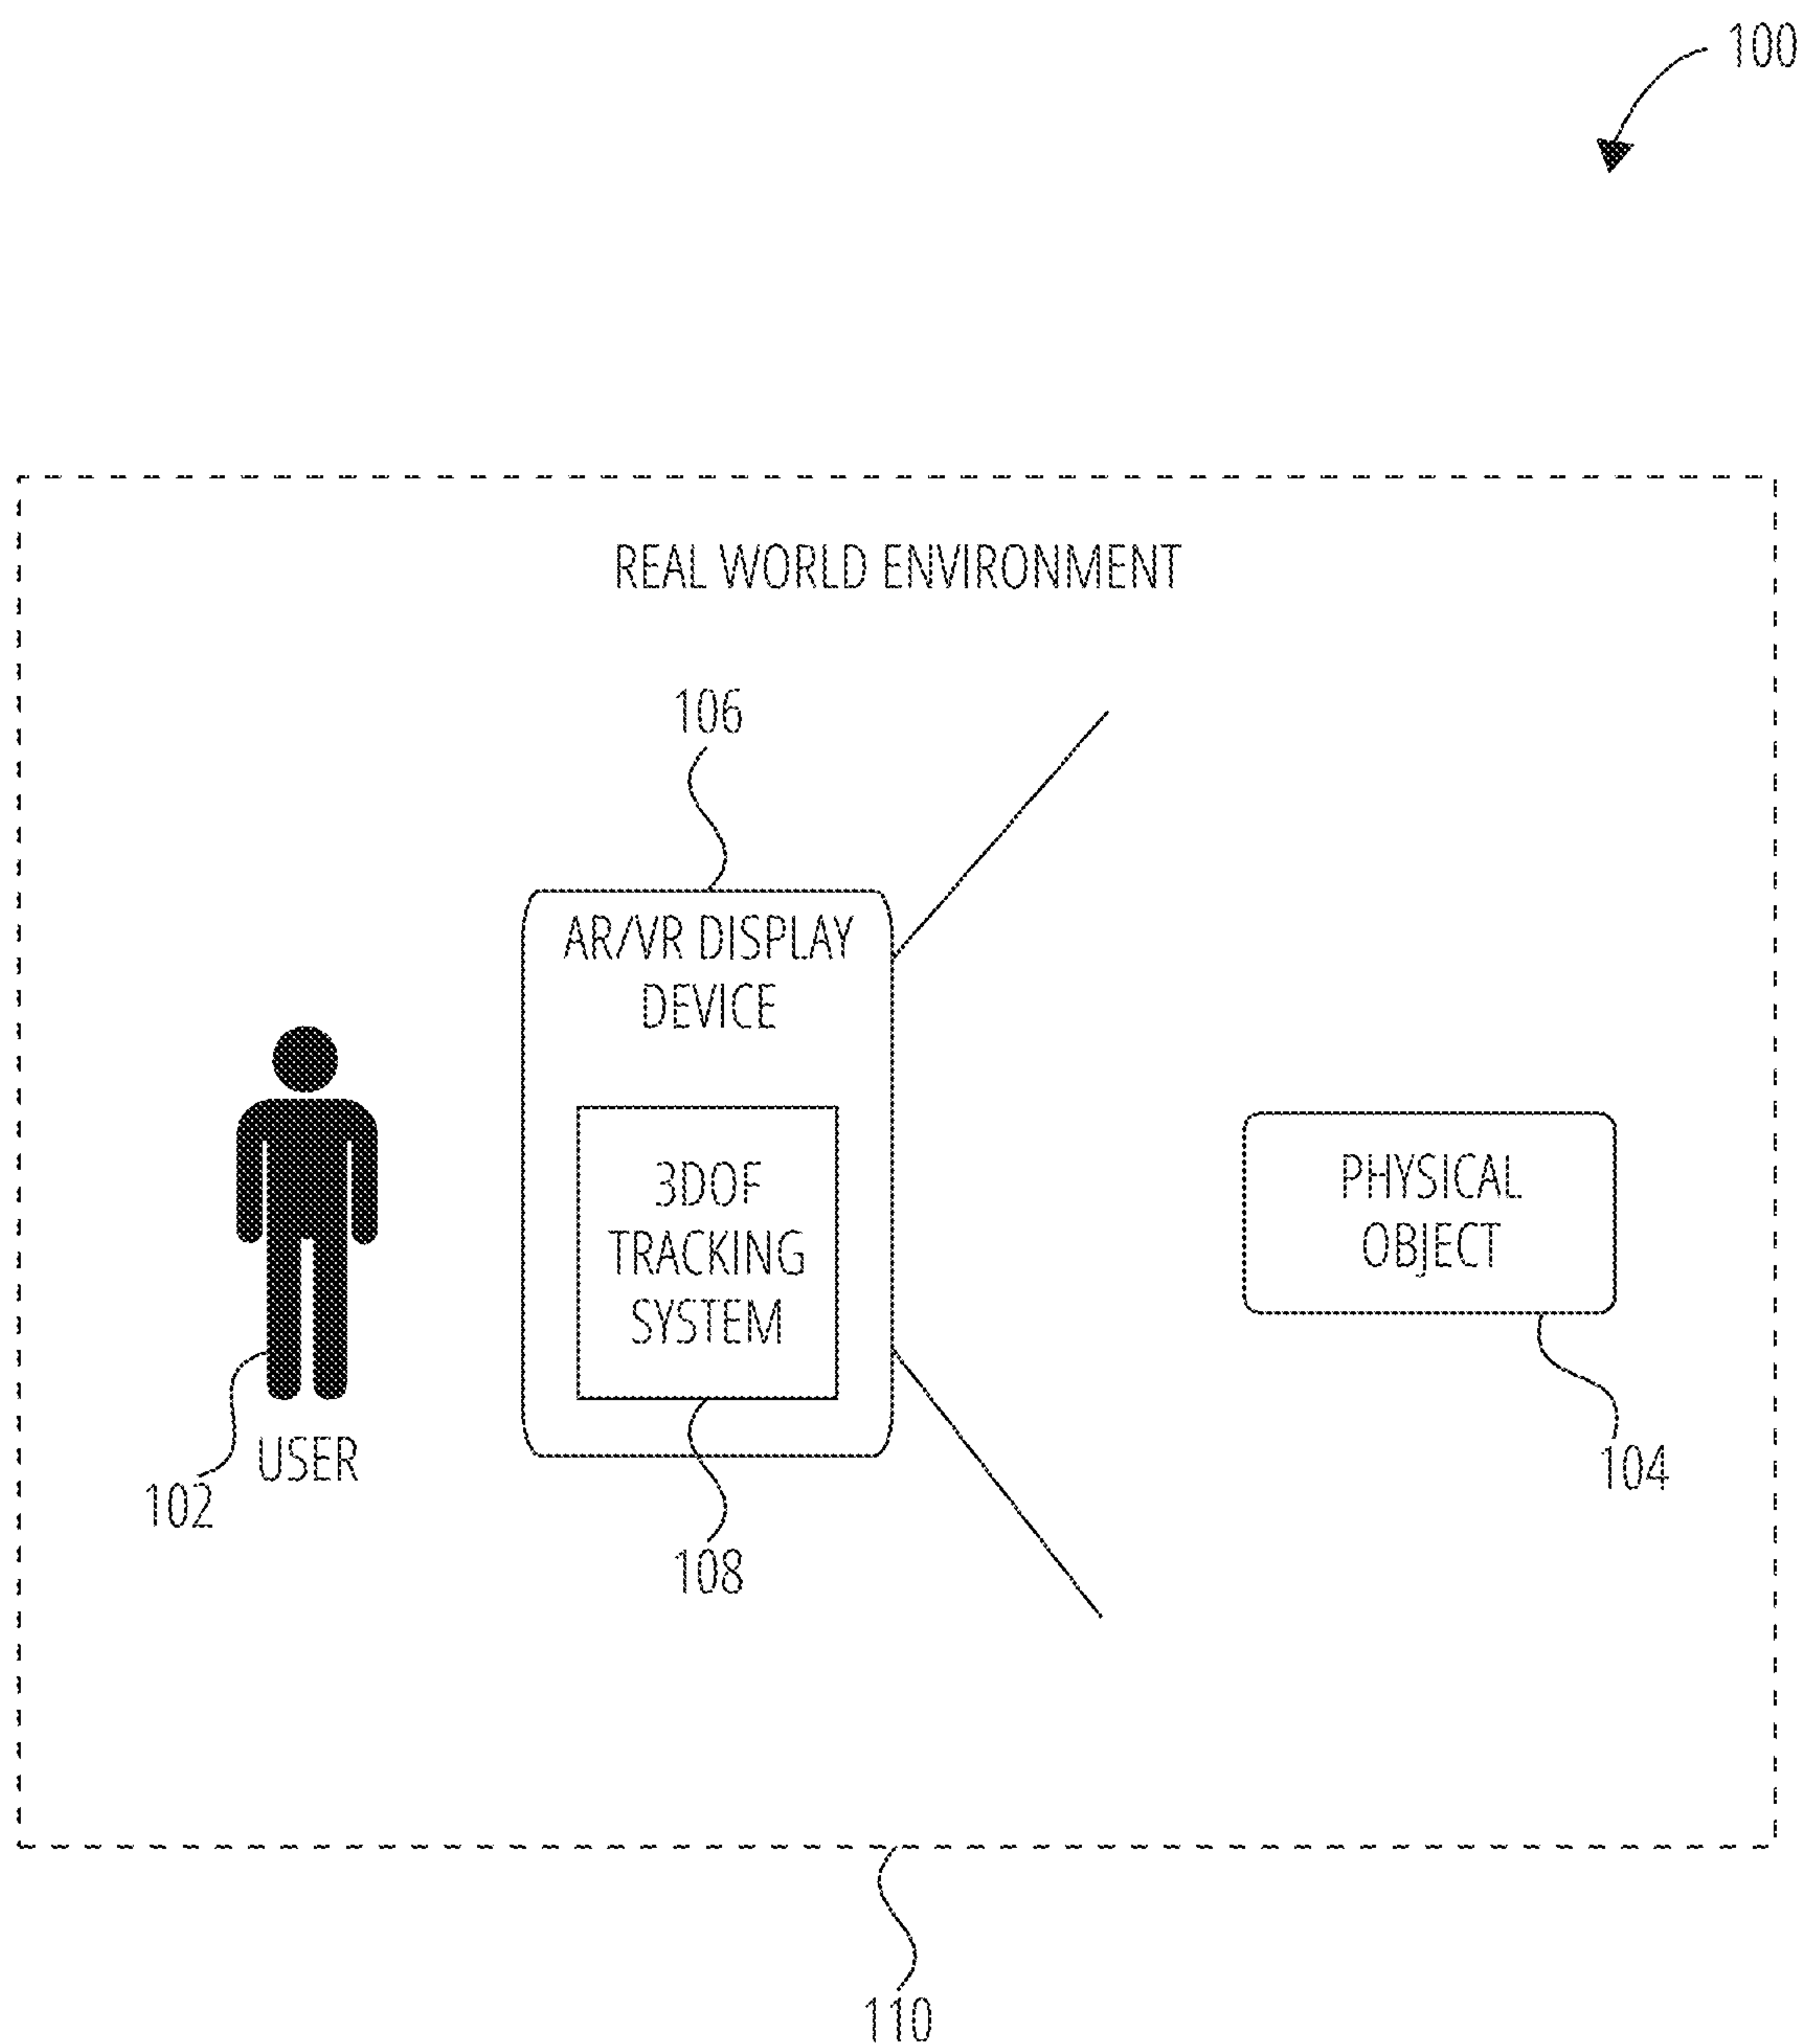 100
REAL WORLD ENVIRONMENT
106
AR/VR DISPLAY
DEVICE
3DOF
TRACKING
SYSTEM
PHYSICAL
OBJECT
USER
102
104
108
110